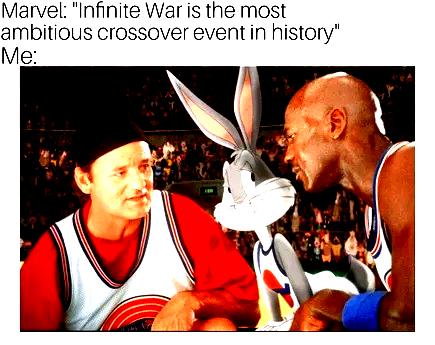 Marvel: "Infinite War is the most
ambitious crossover event in history"
Me: